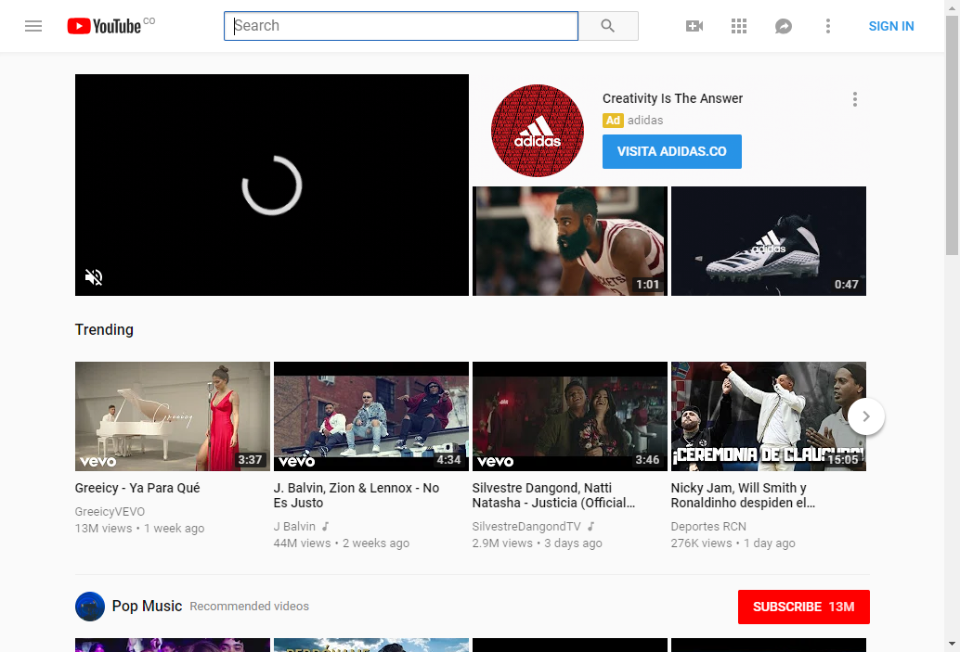 YouTube CO
Search
SIGN IN
Creativity Is The Answer
Ad adidas
VISITA ADIDAS.CO
adidas
1:01
adidas
0:47
Trending
Greeicy
vevo
3:37
vevo
4:34
vevo
3:46
¡CEREMONIA DE CLAUSURA!
15:05
Greeicy - Ya Para Qué
GreeicyVEVO
13M views • 1 week ago
J. Balvin, Zion & Lennox - No
Es Justo
J Balvin
44M views • 2 weeks ago
Silvestre Dangond, Natti
Natasha - Justicia (Official...
SilvestreDangondTV
2.9M views • 3 days ago
Nicky Jam, Will Smith y
Ronaldinho despiden el...
Deportes RCN
276K views • 1 day ago
Pop Music Recommended videos
SUBSCRIBE 13M